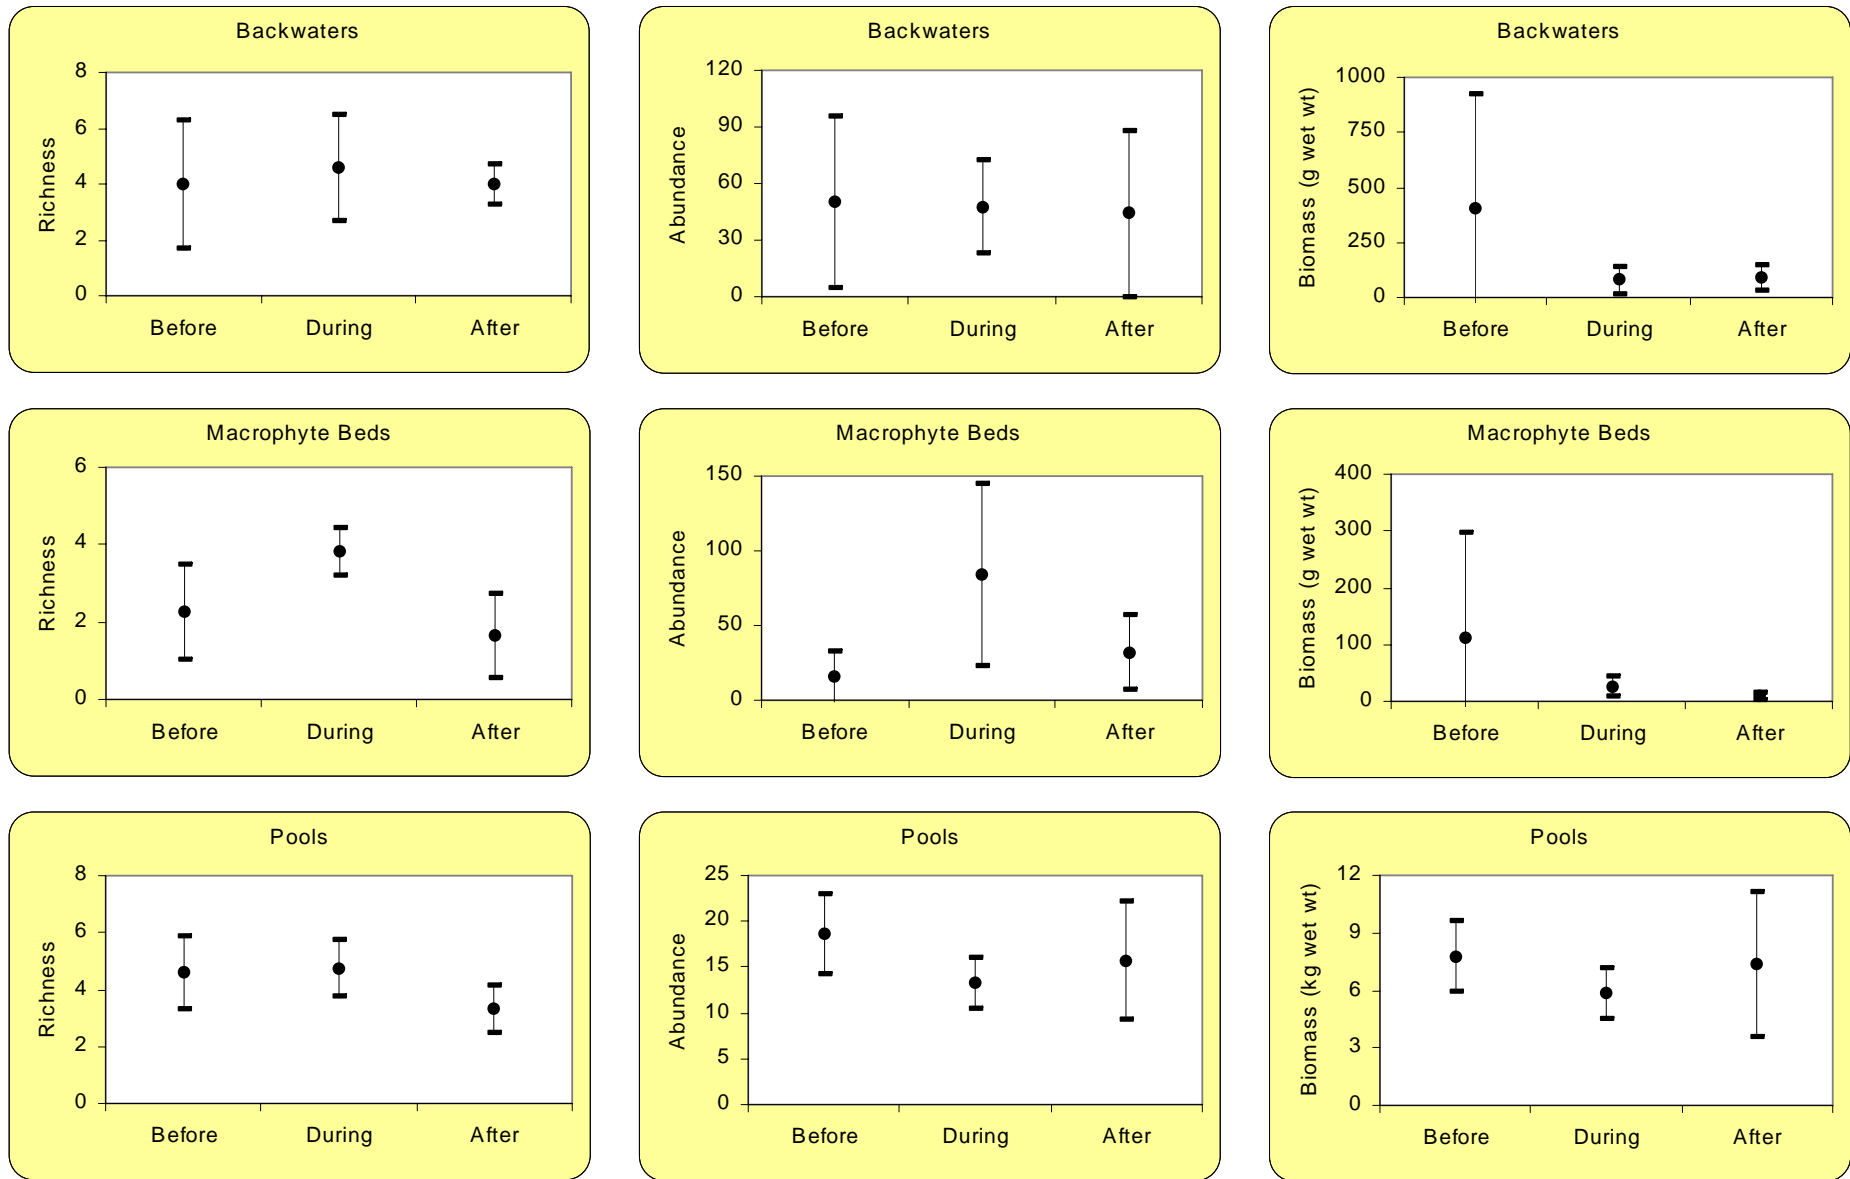 Backwaters
Richness
8
6
4
2
0
Before During After
Backwaters
Abundance
120
90
60
30
0
Before During After
Backwaters
Biomass (g wet wt)
1000
750
500
250
0
Before During After
Macrophyte Beds
Richness
6
4
2
0
Before During After
Macrophyte Beds
Abundance
150
100
50
0
Before During After
Macrophyte Beds
Biomass (g wet wt)
400
300
200
100
0
Before During After
Pools
Richness
8
6
4
2
0
Before During After
Pools
Abundance
25
20
15
10
5
0
Before During After
Pools
Biomass (kg wet wt)
12
9
6
3
0
Before During After